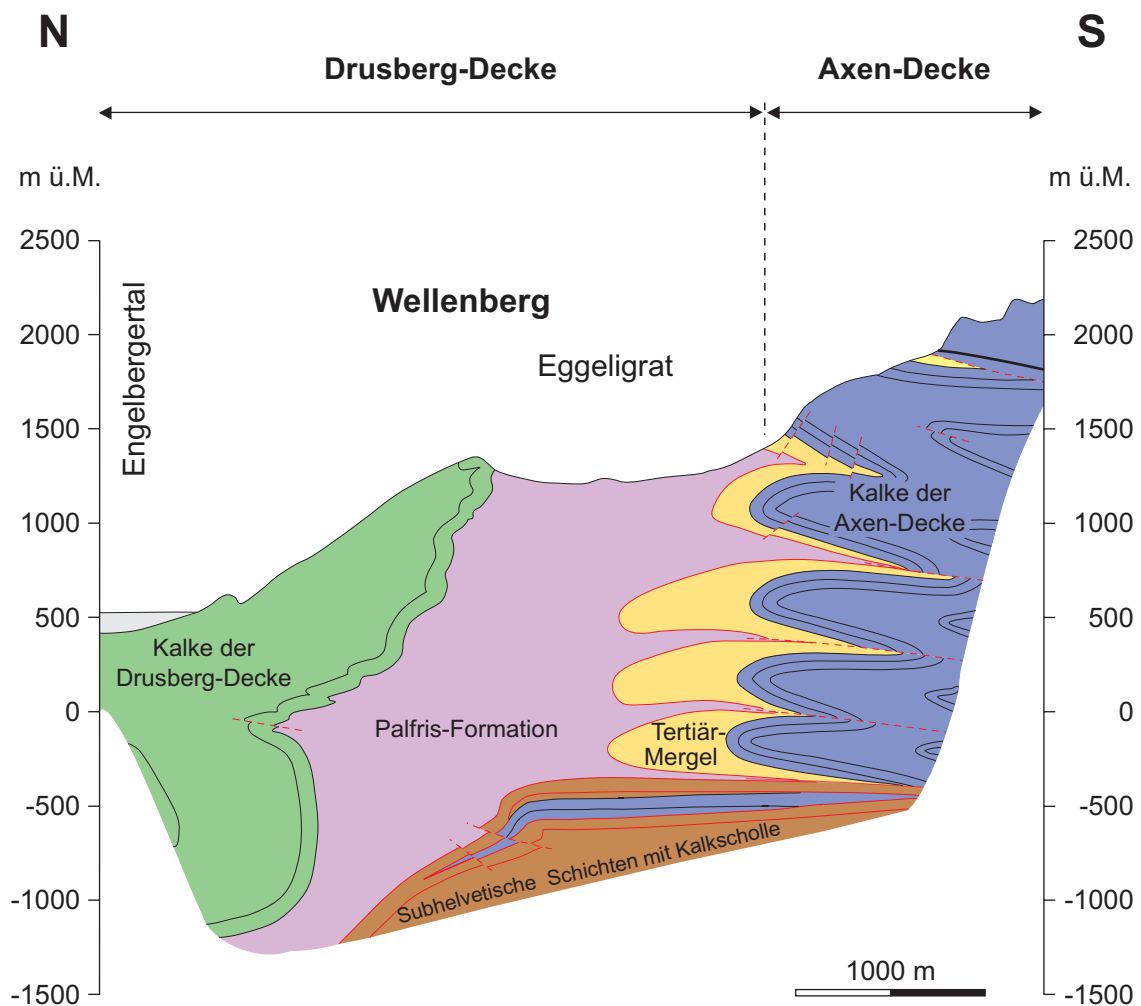 N
S
Drusberg-Decke
Axen-Decke
m ü.M.
m ü.M.
2500
2500
Engelbergertal
Wellenberg
2000
2000
Eggeligrat
1500
1500
Kalke der
Axen-Decke
1000
1000
500
500
Kalke der
Drusberg-Decke
0
0
Palfris-Formation
Tertiär-
Mergel
-500
-500
Subhelvetische Schichten mit Kalkscholle
-1000
-1000
1000 m
-1500
-1500